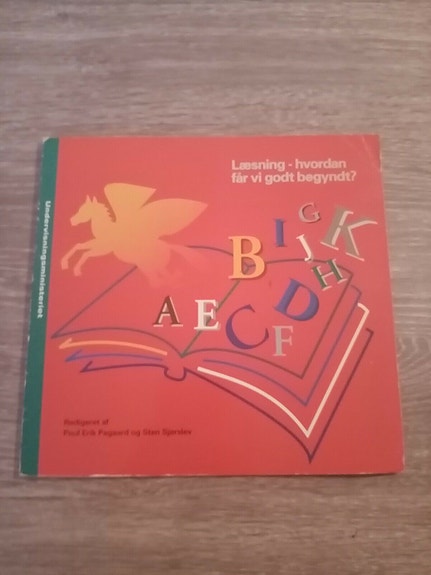 Undervisningsministeriet
Læsning - hvordan
får vi godt begyndt?
G
I
K
J
B
H
D
A
E
C
F
Redigeret af
Poul Erik Pagaard og Sten Sjørslev